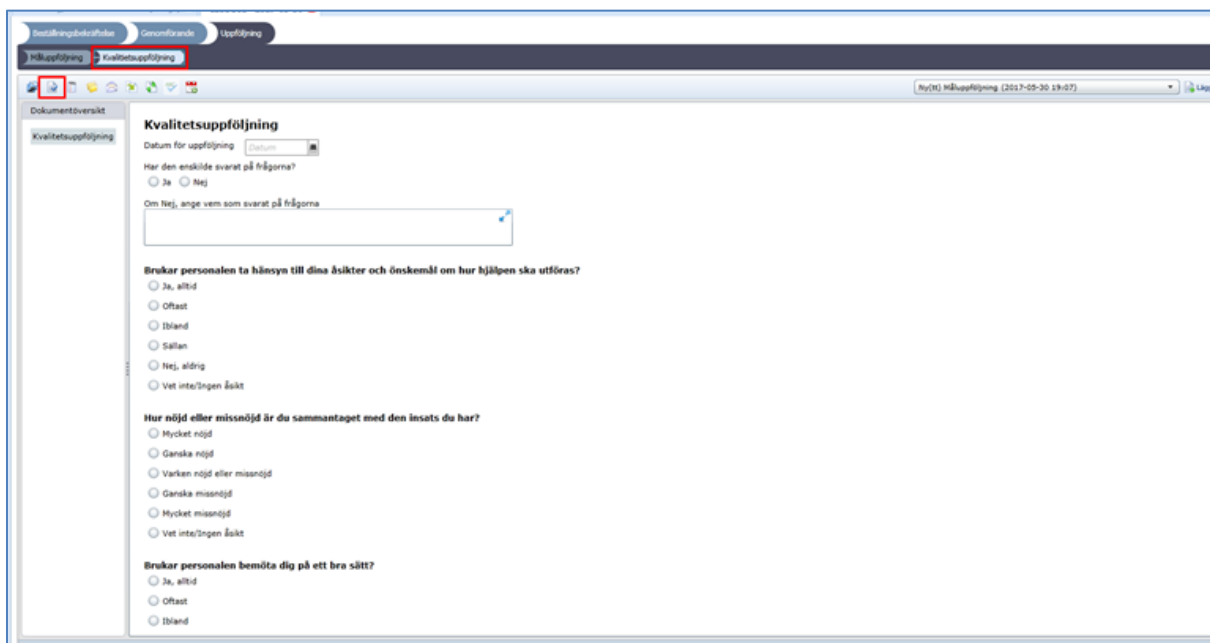 Beställningsbekräftelse Genomförande Uppföljning
Måluppföljning Kvalitetsuppföljning
Ny(tt) Måluppföljning (2017-05-30 19:07) Lägg
Dokumentöversikt
Kvalitetsuppföljning
Kvalitetsuppföljning
Datum för uppföljning Datum
Har den enskilde svarat på frågorna?
Ja Nej
Om Nej, ange vem som svarat på frågorna
Brukar personalen ta hänsyn till dina åsikter och önskemål om hur hjälpen ska utföras?
Ja, alltid
Oftast
Ibland
Sällan
Nej, aldrig
Vet inte/Ingen åsikt
Hur nöjd eller missnöjd är du sammantaget med den insats du har?
Mycket nöjd
Ganska nöjd
Varken nöjd eller missnöjd
Ganska missnöjd
Mycket missnöjd
Vet inte/Ingen åsikt
Brukar personalen bemöta dig på ett bra sätt?
Ja, alltid
Oftast
Ibland